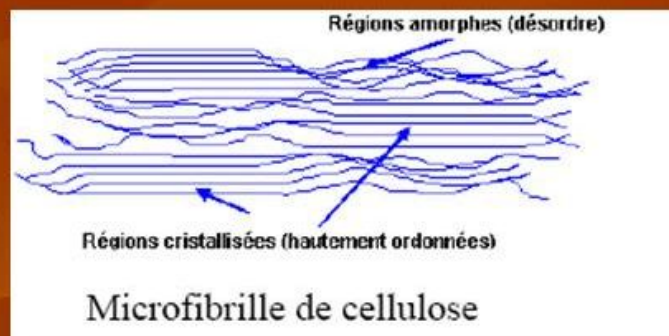 Régions amorphes (désordre)
Régions cristallisées (hautement ordonnées)
Microfibrille de cellulose